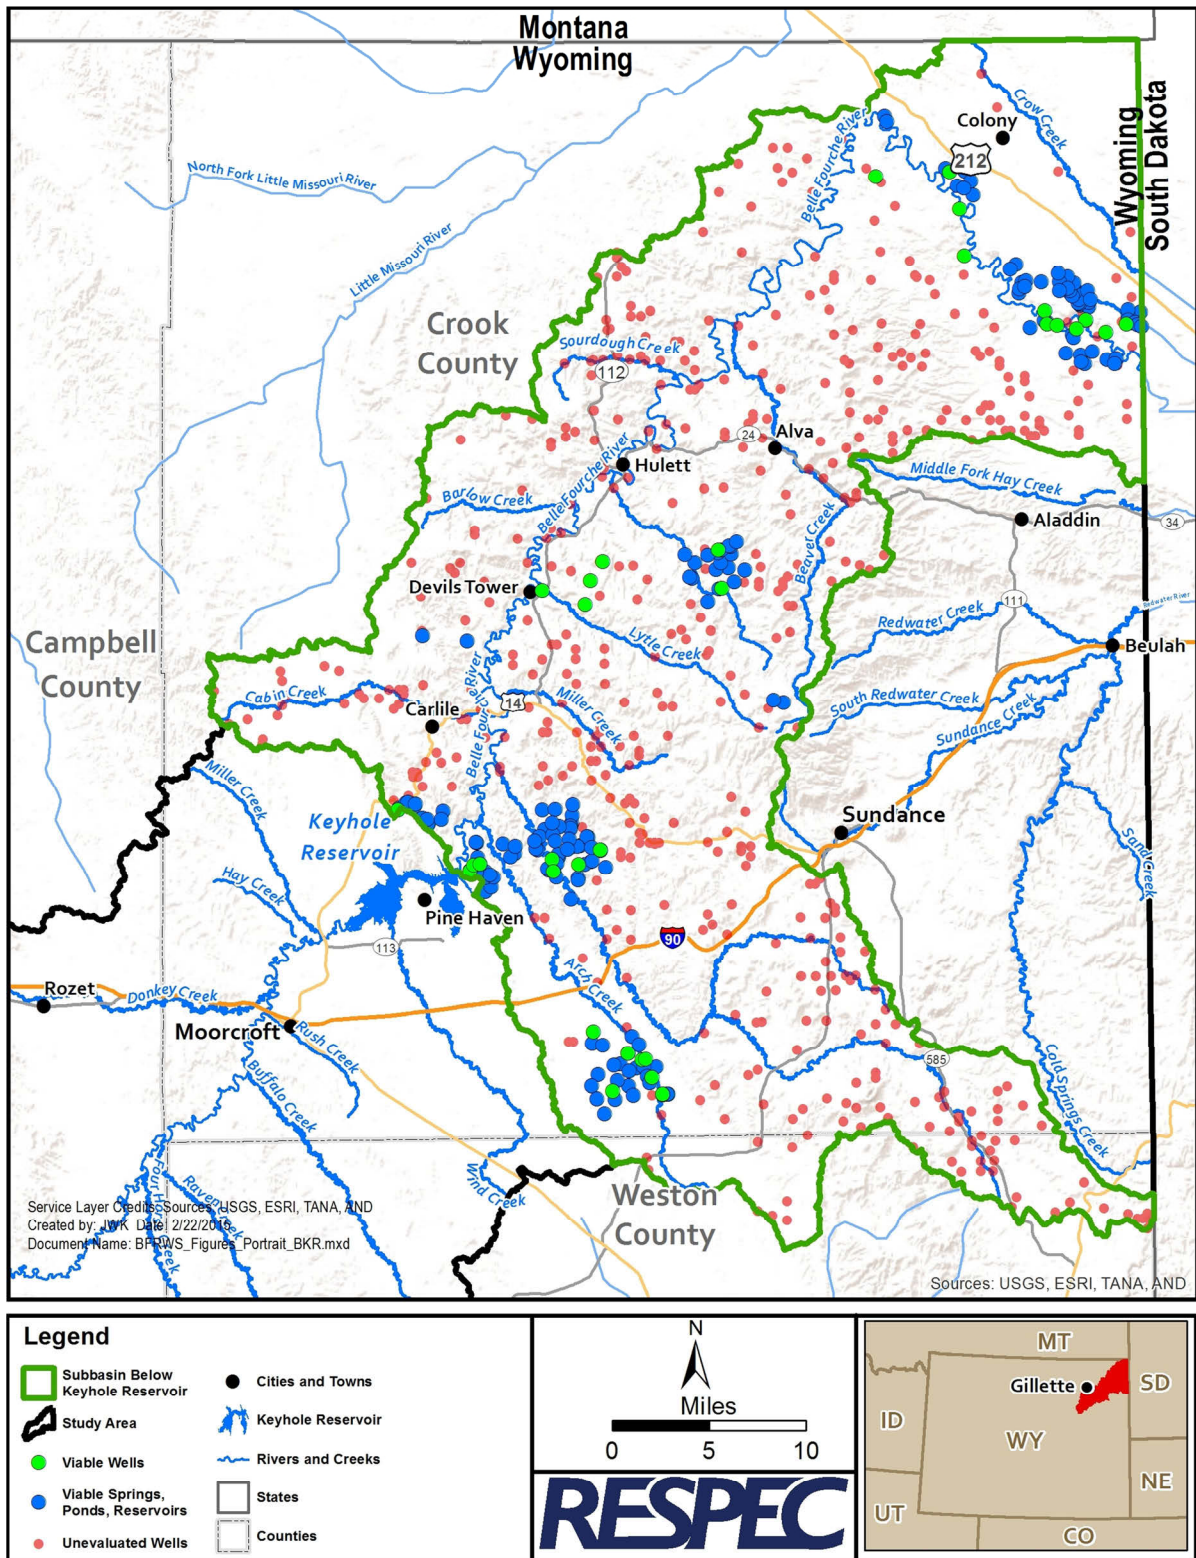 Montana
Wyoming
Wyoming
South Dakota
Colony
Crow Creek
212
Belle Fourche River
North Fork Little Missouri River
Little Missouri River
Crook
County
Sourdough Creek
112
24
Alva
Hulett
Belle Fourche River
Middle Fork Hay Creek
Barlow Creek
Aladdin
34
Beaver Creek
Devils Tower
111
Redwater River
Redwater Creek
Lytle Creek
Beulah
Campbell
County
Cabin Creek
Belle Fourche River
14
Miller Creek
South Redwater Creek
Carlile
Sundance Creek
Miller Creek
Keyhole
Reservoir
Sundance
Sand Creek
Hay Creek
Pine Haven
90
113
Arch Creek
Rozet
Donkey Creek
Moorcroft
Rush Creek
Buffalo Creek
585
Cold Springs Creek
Four Horse Creek
Raven Creek
Wind Creek
Weston
County
Service Layer Credits: Sources: USGS, ESRI, TANA, AND
Created by: JWK Date:
Document Name: BFRWS_Figures_Portrait_BKR.mxd
Sources: USGS, ESRI, TANA, AND
Legend
Subbasin Below
Keyhole Reservoir
Study Area
Viable Wells
Viable Springs,
Ponds, Reservoirs
Unevaluated Wells
Cities and Towns
Keyhole Reservoir
Rivers and Creeks
States
Counties
N
Miles
0 5 10
RESPEC
MT
Gillette
SD
ID
WY
NE
UT
CO